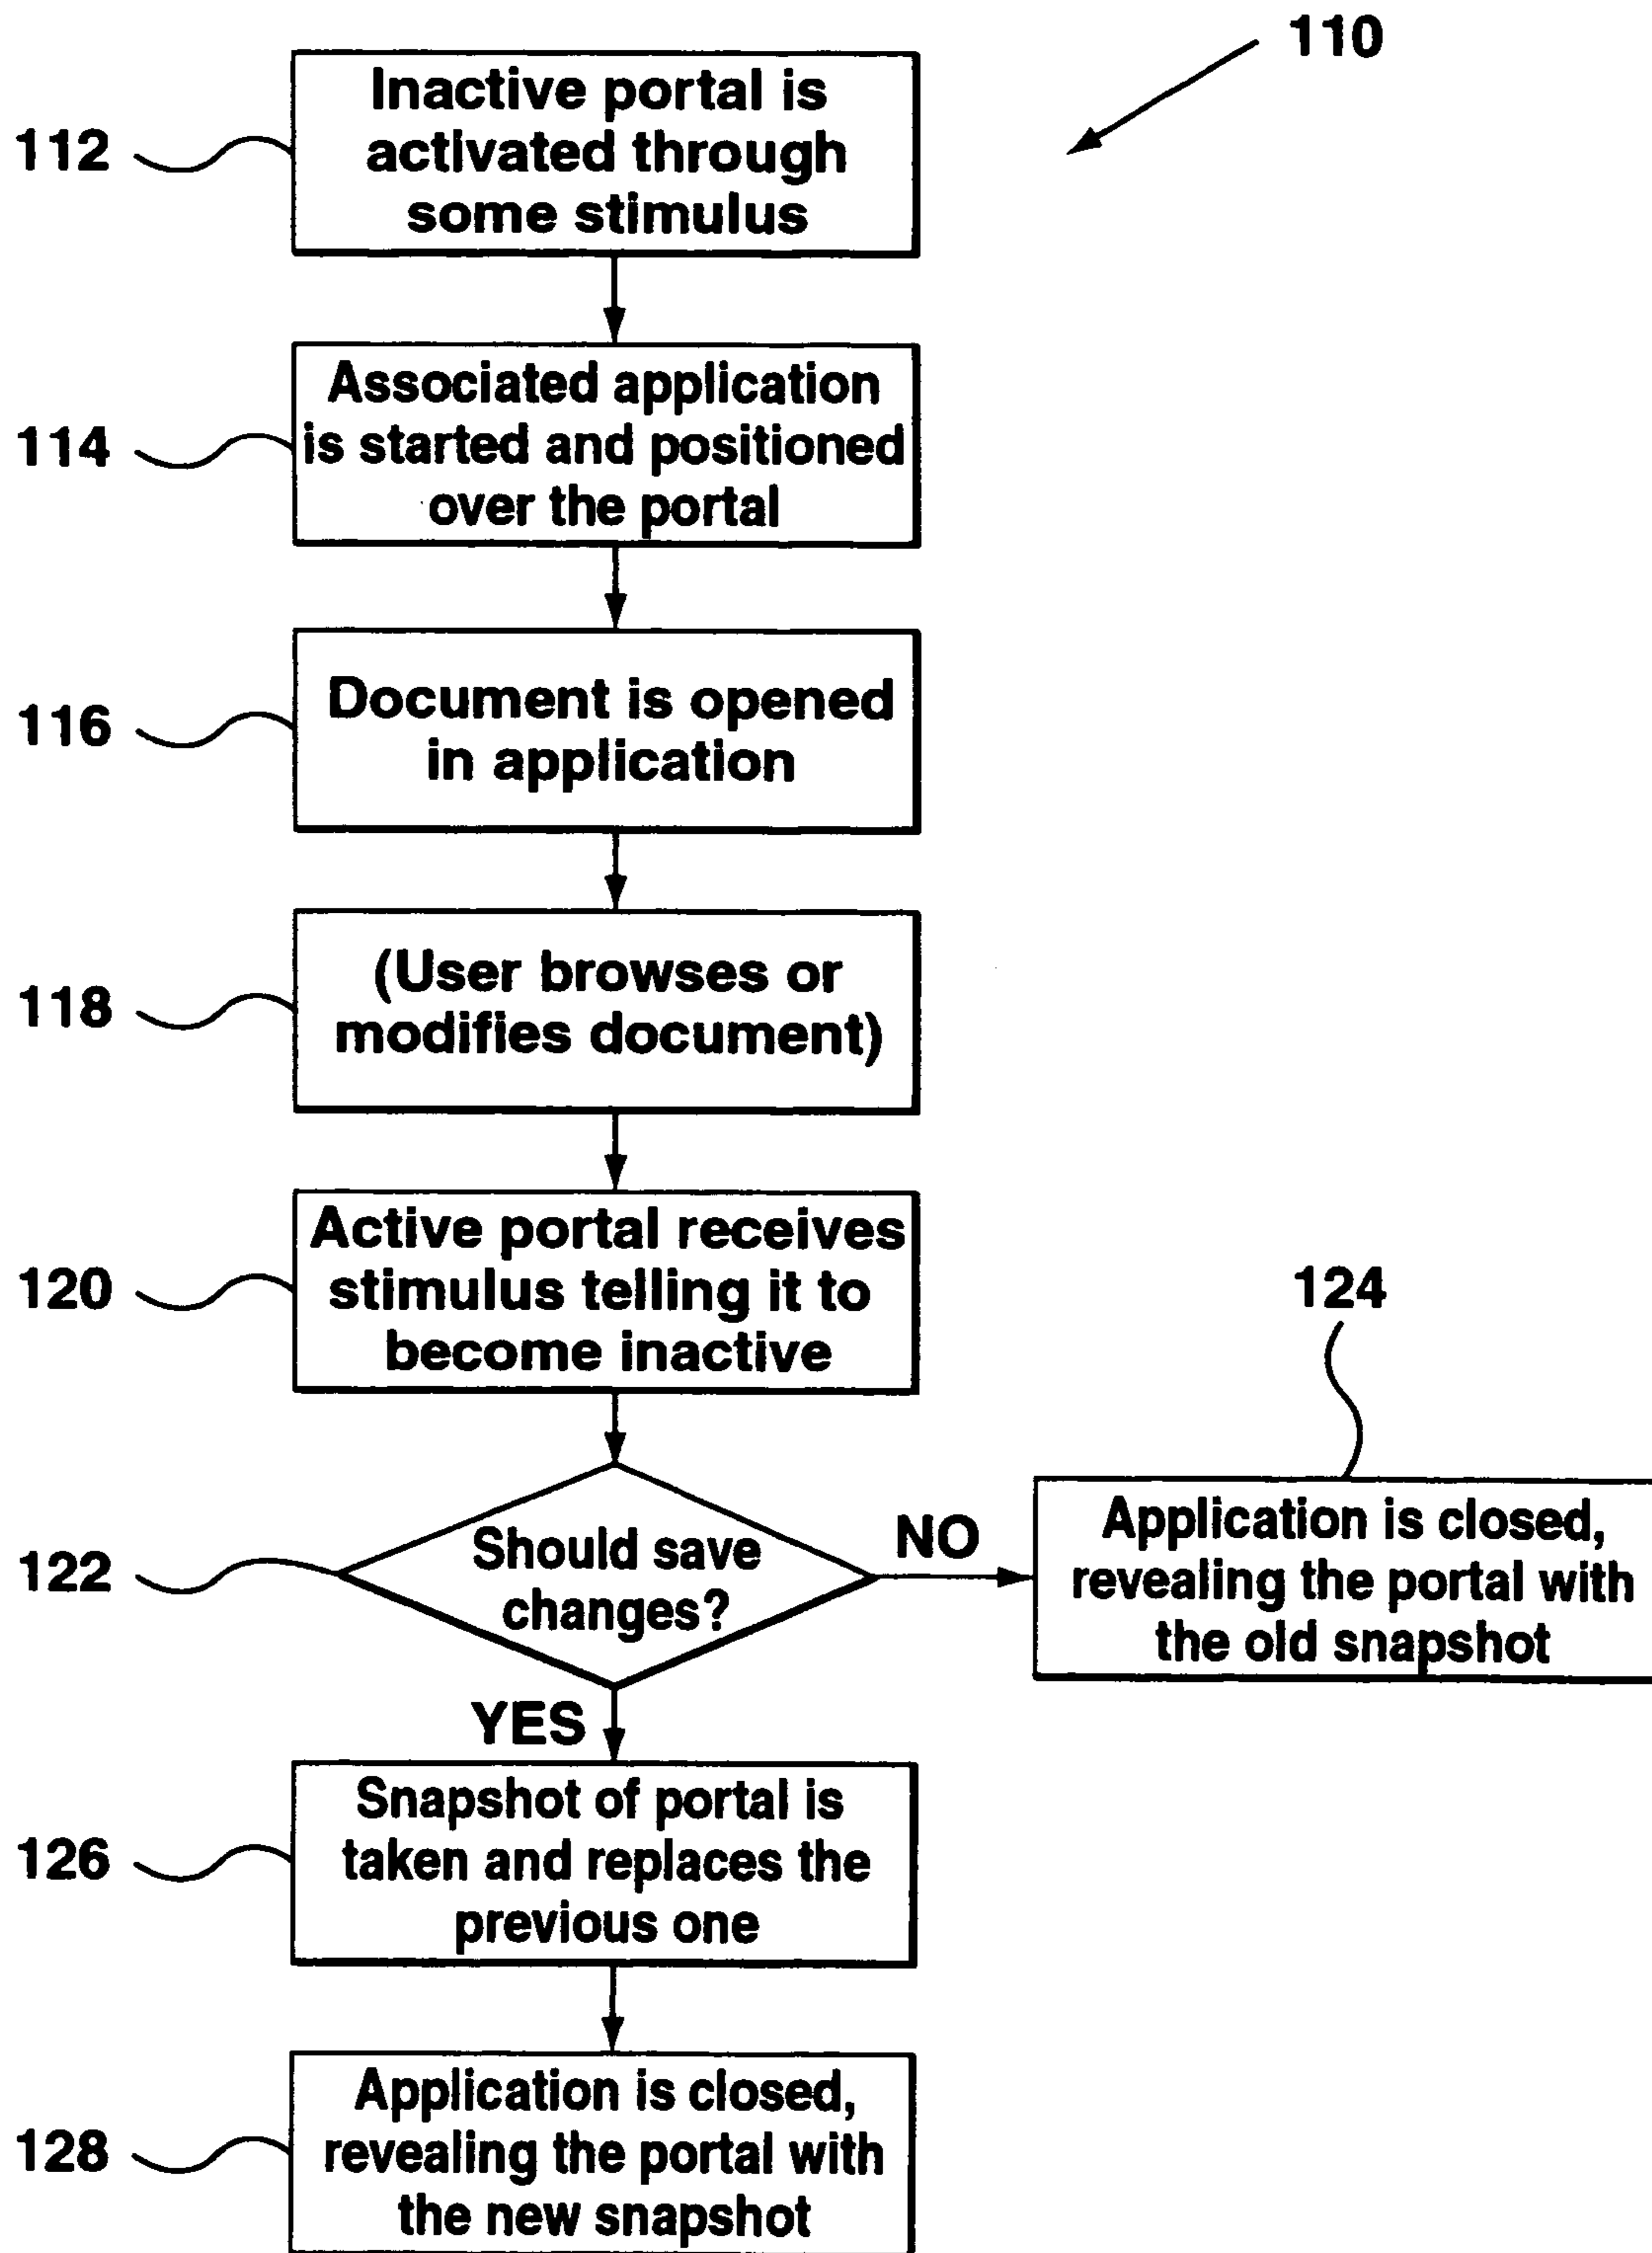 110
112
Inactive portal is
activated through
some stimulus
114
Associated application
is started and positioned
over the portal
116
Document is opened
in application
118
(User browses or
modifies document)
120
Active portal receives
stimulus telling it to
become inactive
124
122
Should save
changes?
NO
Application is closed,
revealing the portal with
the old snapshot
YES
126
Snapshot of portal is
taken and replaces the
previous one
128
Application is closed,
revealing the portal with
the new snapshot